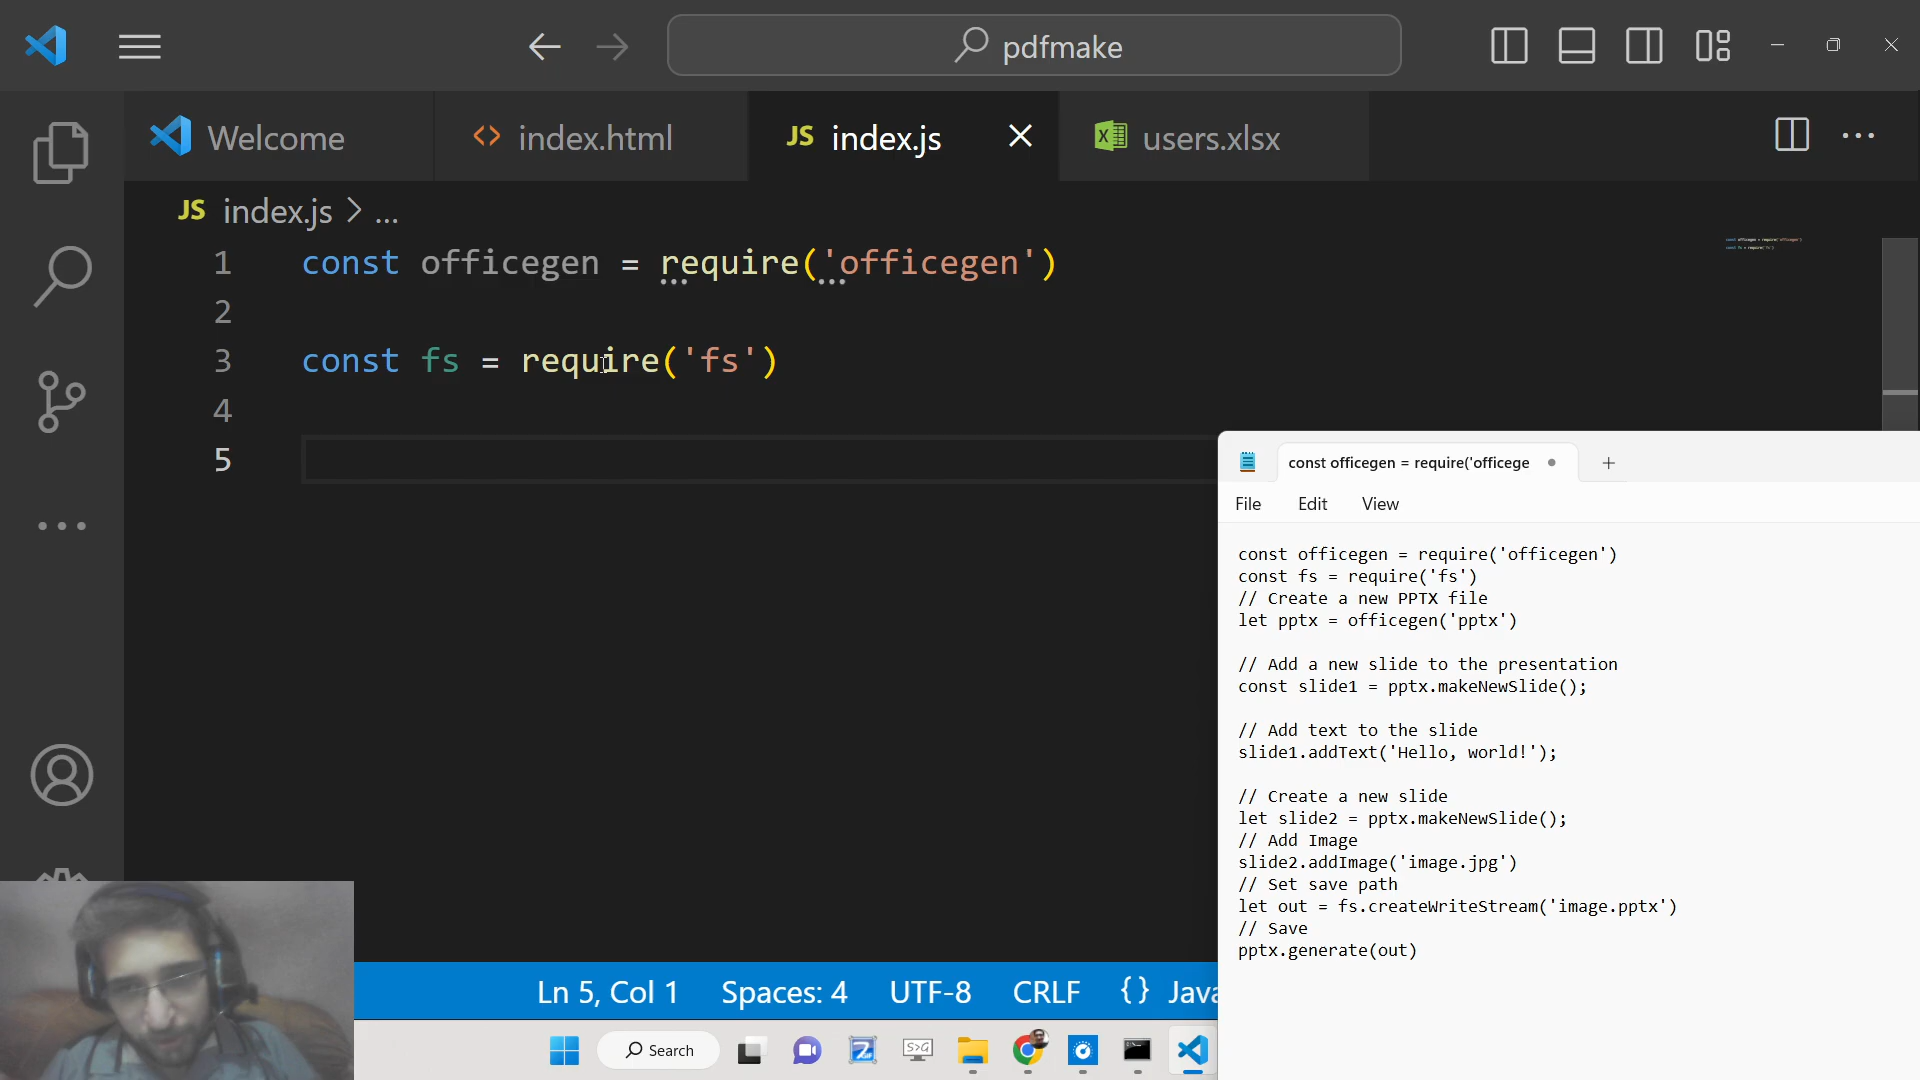 pdfmake
Welcome
index.html
JS index.js
users.xlsx
JS index.js > ...
1 const officegen = require('officegen')
2
3 const fs = require('fs')
4
5
const officegen = require('officege
File Edit View
const officegen = require('officegen')
const fs = require('fs')
// Create a new PPTX file
let pptx = officegen('pptx')
// Add a new slide to the presentation
const slide1 = pptx.makeNewSlide();
// Add text to the slide
slide1.addText('Hello, world!');
// Create a new slide
let slide2 = pptx.makeNewSlide();
// Add Image
slide2.addImage('image.jpg')
// Set save path
let out = fs.createWriteStream('image.pptx')
// Save
pptx.generate(out)
Ln 5, Col 1 Spaces: 4 UTF-8 CRLF {} Java
Search